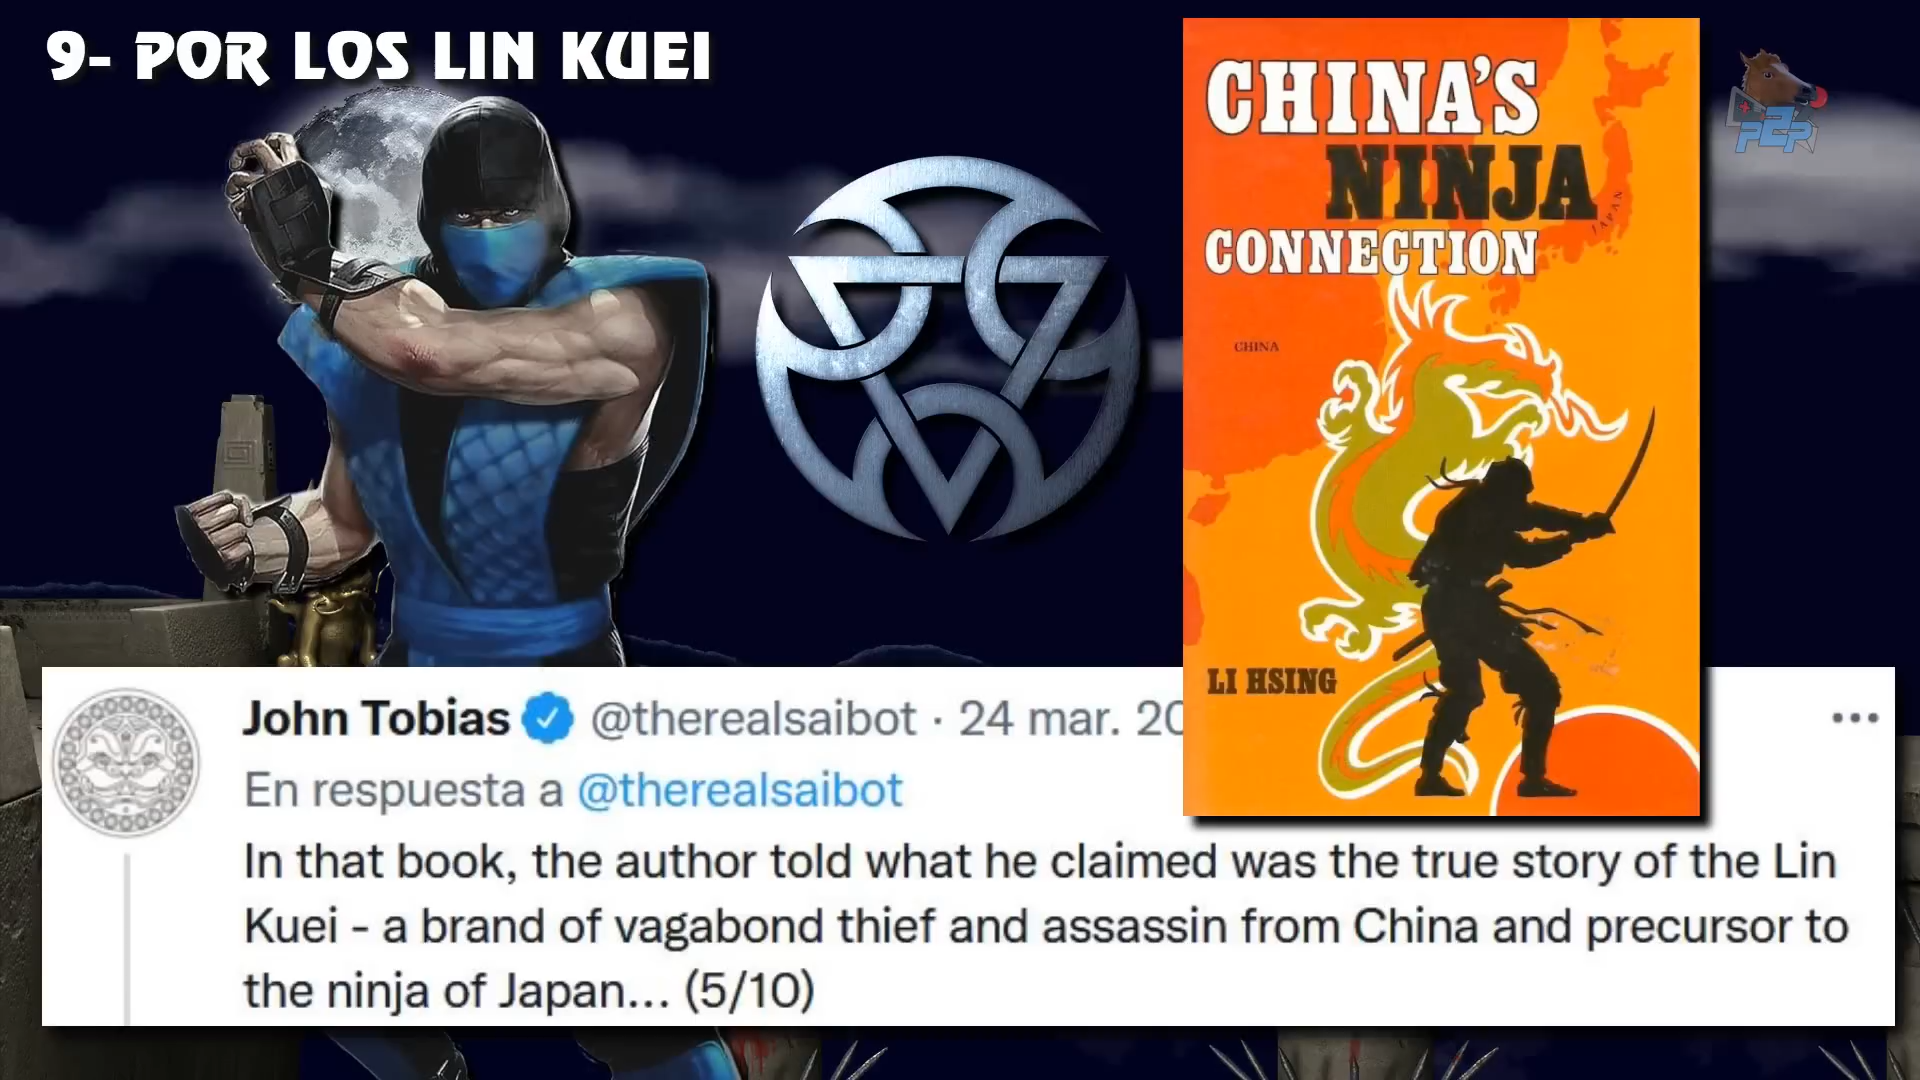 9- POR LOS LIN KUEI
CHINA'S
NINJA
CONNECTION
JAPAN
CHINA
LI HSING
P2P
John Tobias @therealsaibot · 24 mar. 20
En respuesta a @therealsaibot
In that book, the author told what he claimed was the true story of the Lin
Kuei - a brand of vagabond thief and assassin from China and precursor to
the ninja of Japan... (5/10)